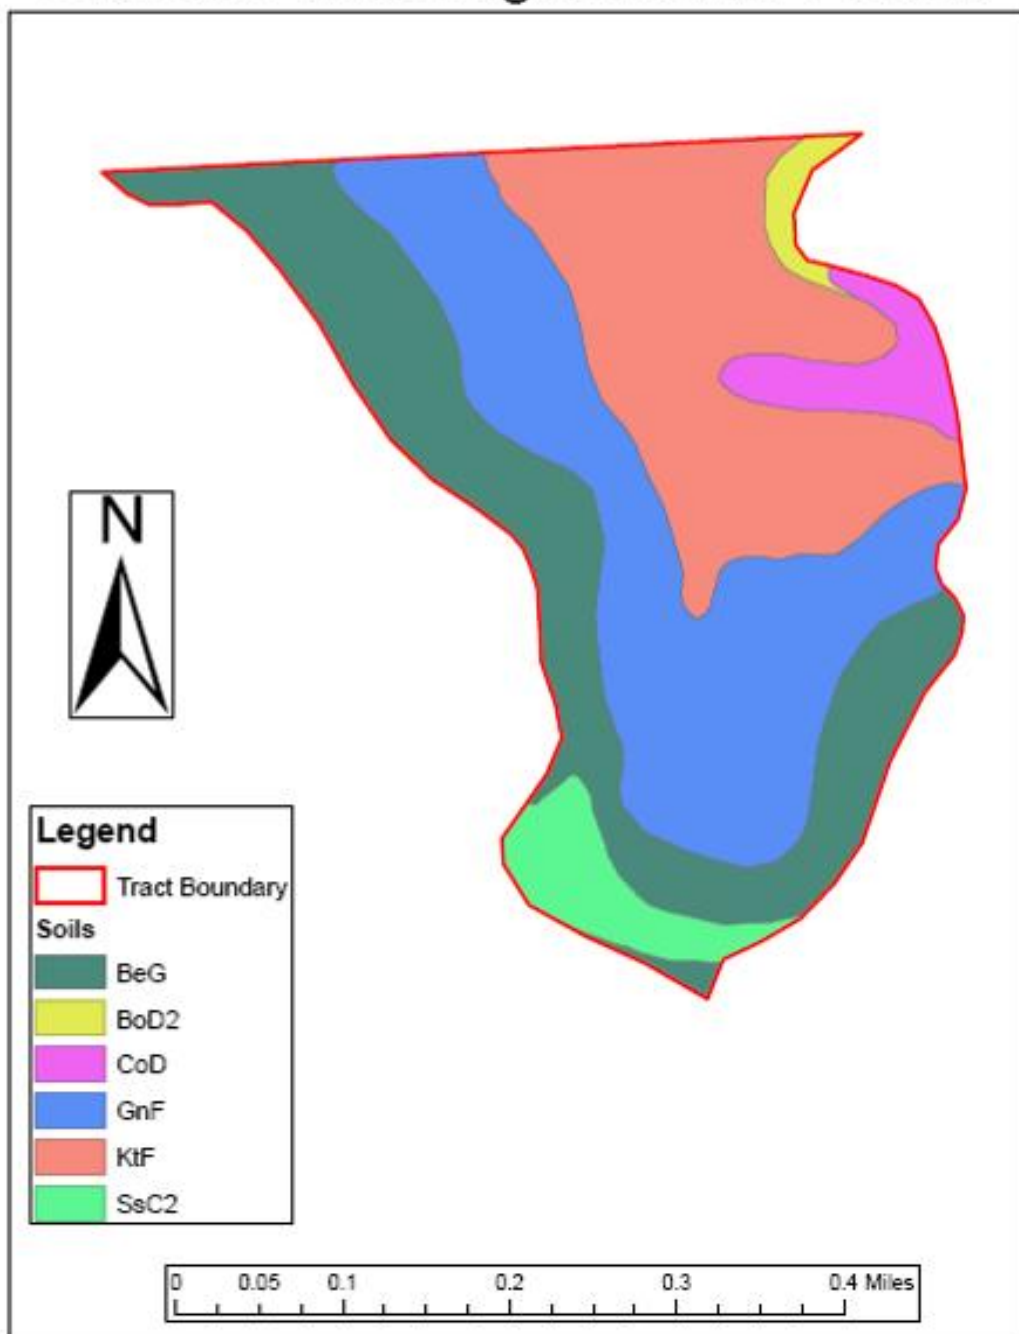 N
Legend
Tract Boundary
Soils
BeG
BoD2
CoD
GnF
KtF
SsC2
0 0.05 0.1 0.2 0.3 0.4 Miles